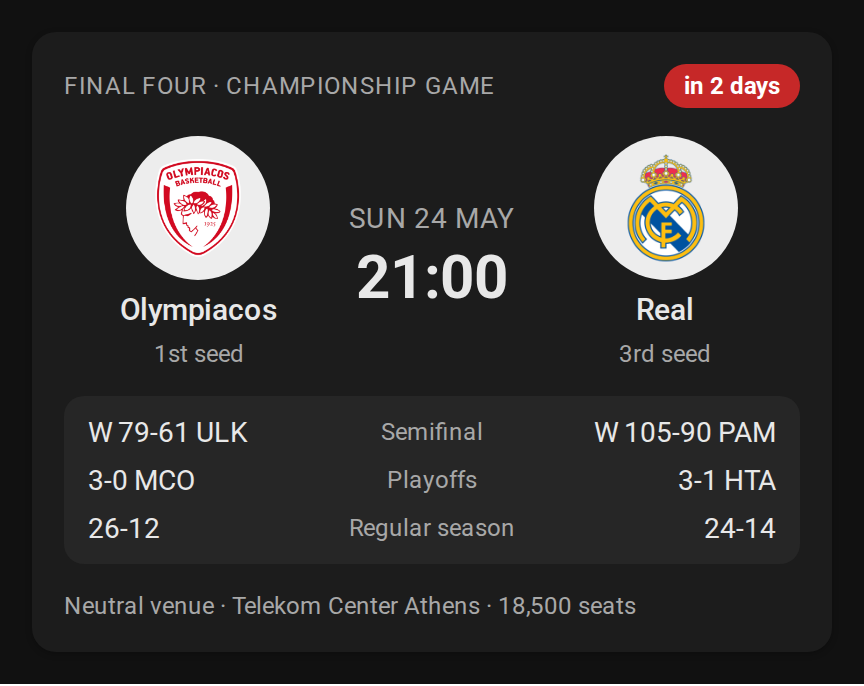 FINAL FOUR · CHAMPIONSHIP GAME
in 2 days
OLYMPIACOS
BASKETBALL
1925
SUN 24 MAY
21:00
Olympiacos
Real
1st seed
3rd seed
W 79-61 ULK Semifinal W 105-90 PAM
3-0 MCO Playoffs 3-1 HTA
26-12 Regular season 24-14
Neutral venue · Telekom Center Athens · 18,500 seats